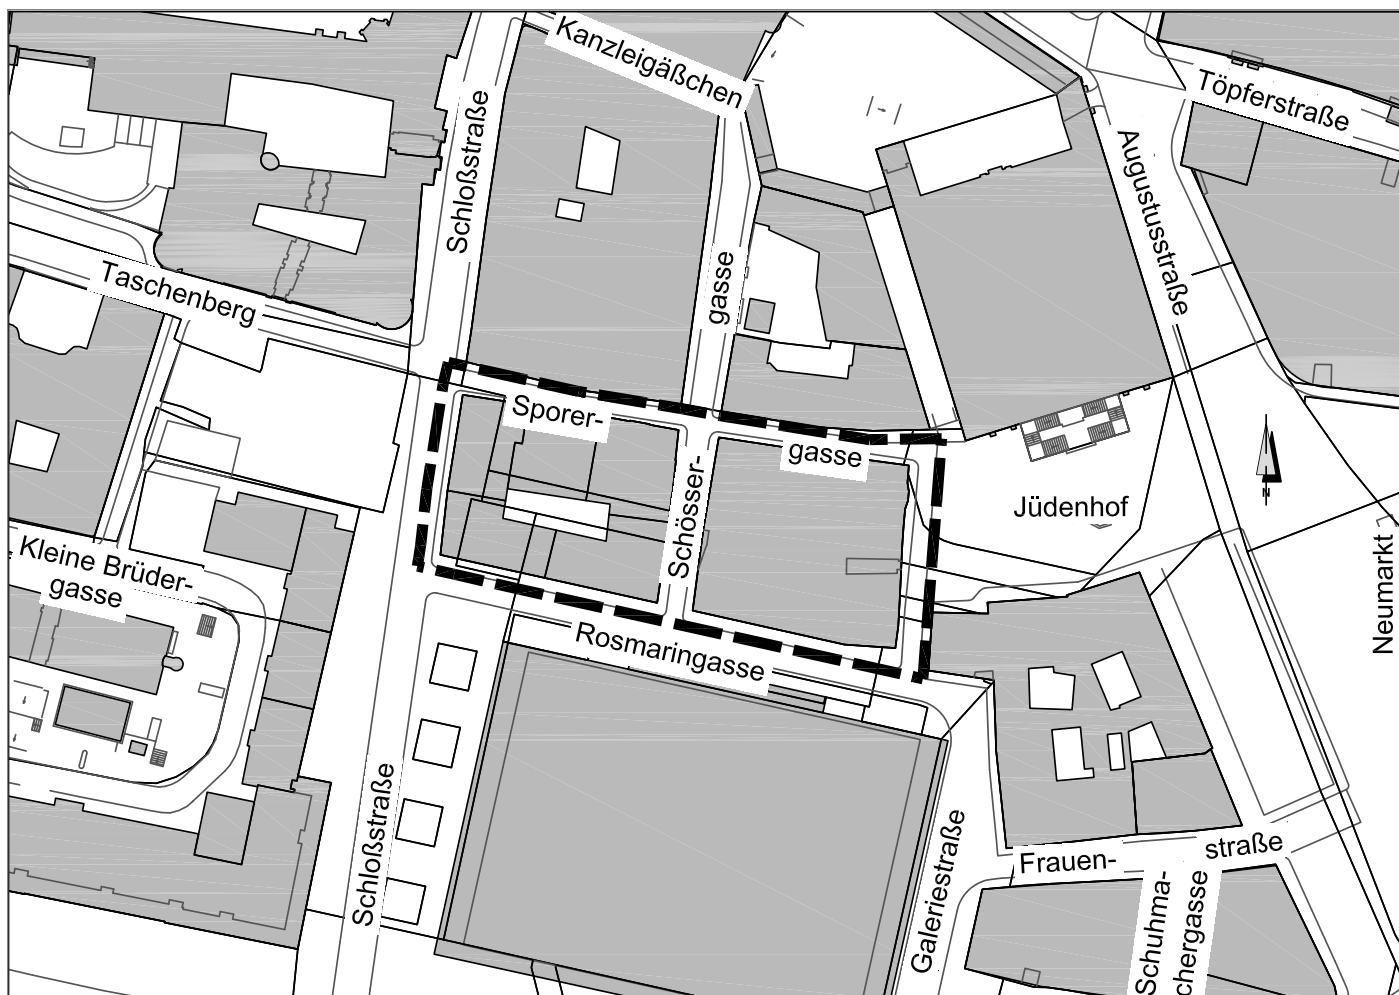 Kanzleigäßchen
Töpferstraße
Schloßstraße
Augustusstraße
Taschenberg
gasse
Sporer-
gasse
Schösser-
Jüdenhof
N
Neumarkt
Kleine Brüder-
gasse
Rosmaringasse
Schloßstraße
Galeriestraße
Frauen-
straße
Schuhma-
chergasse